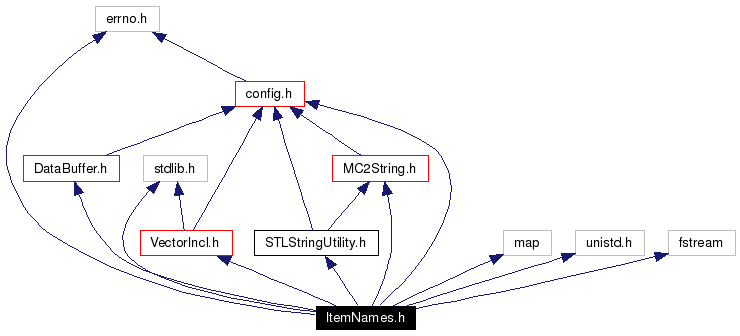 errno.h
config.h
DataBuffer.h
stdlib.h
MC2String.h
VectorIncl.h
STLStringUtility.h
map
unistd.h
fstream
ItemNames.h